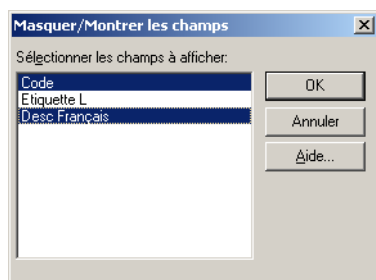 Masquer/Montrer les champs
Sélectionner les champs à afficher:
Code
Etiquette L
Desc Français
OK
Annuler
Aide...